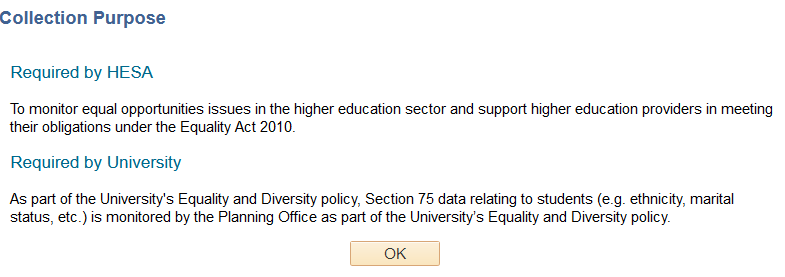 Collection Purpose
Required by HESA
To monitor equal opportunities issues in the higher education sector and support higher education providers in meeting
their obligations under the Equality Act 2010.
Required by University
As part of the University's Equality and Diversity policy, Section 75 data relating to students (e.g. ethnicity, marital
status, etc.) is monitored by the Planning Office as part of the University’s Equality and Diversity policy.
OK